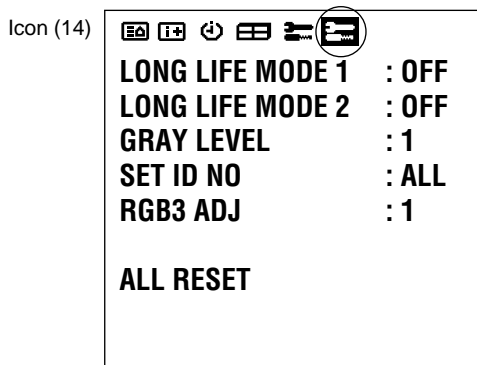 Icon (14)
LONG LIFE MODE 1 : OFF
LONG LIFE MODE 2 : OFF
GRAY LEVEL : 1
SET ID NO : ALL
RGB3 ADJ : 1
ALL RESET